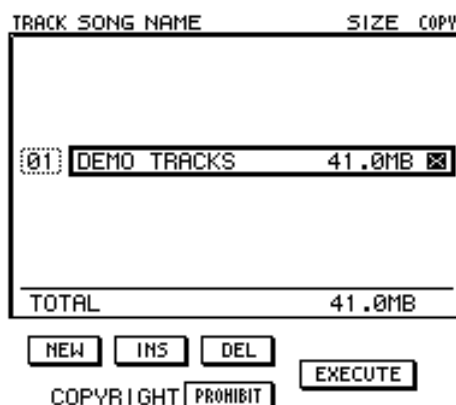 TRACK SONG NAME SIZE COPY
01 DEMO TRACKS 41.0MB
TOTAL 41.0MB
NEW INS DEL
EXECUTE
COPYRIGHT PROHIBIT